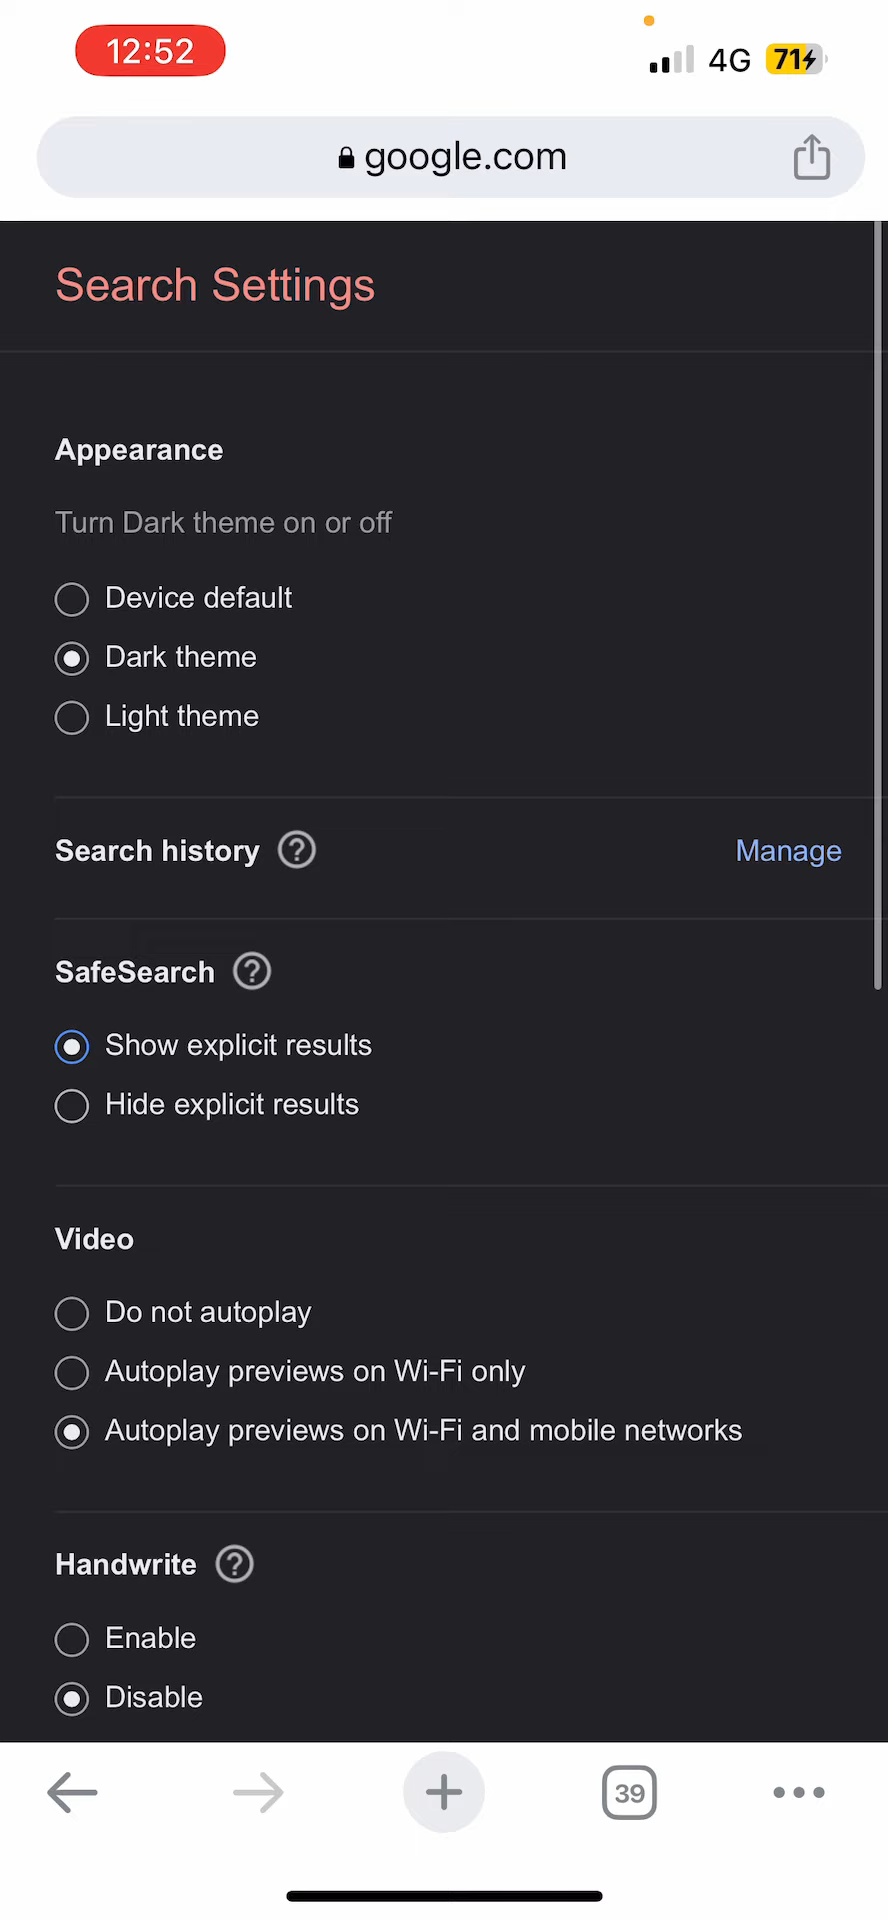 12:52
4G 71
google.com
Search Settings
Appearance
Turn Dark theme on or off
Device default
Dark theme
Light theme
Search history
Manage
SafeSearch
Show explicit results
Hide explicit results
Video
Do not autoplay
Autoplay previews on Wi-Fi only
Autoplay previews on Wi-Fi and mobile networks
Handwrite
Enable
Disable
39